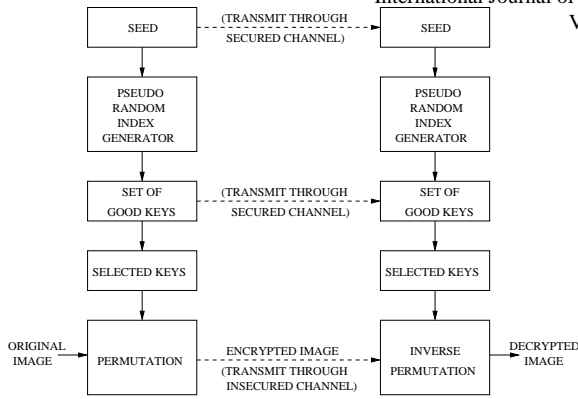 International Journal of
V
SEED
(TRANSMIT THROUGH
SECURED CHANNEL)
SEED
PSEUDO
RANDOM
INDEX
GENERATOR
PSEUDO
RANDOM
INDEX
GENERATOR
SET OF
GOOD KEYS
(TRANSMIT THROUGH
SECURED CHANNEL)
SET OF
GOOD KEYS
SELECTED KEYS
SELECTED KEYS
ORIGINAL
IMAGE
PERMUTATION
ENCRYPTED IMAGE
(TRANSMIT THROUGH
INSECURED CHANNEL)
INVERSE
PERMUTATION
DECRYPTED
IMAGE